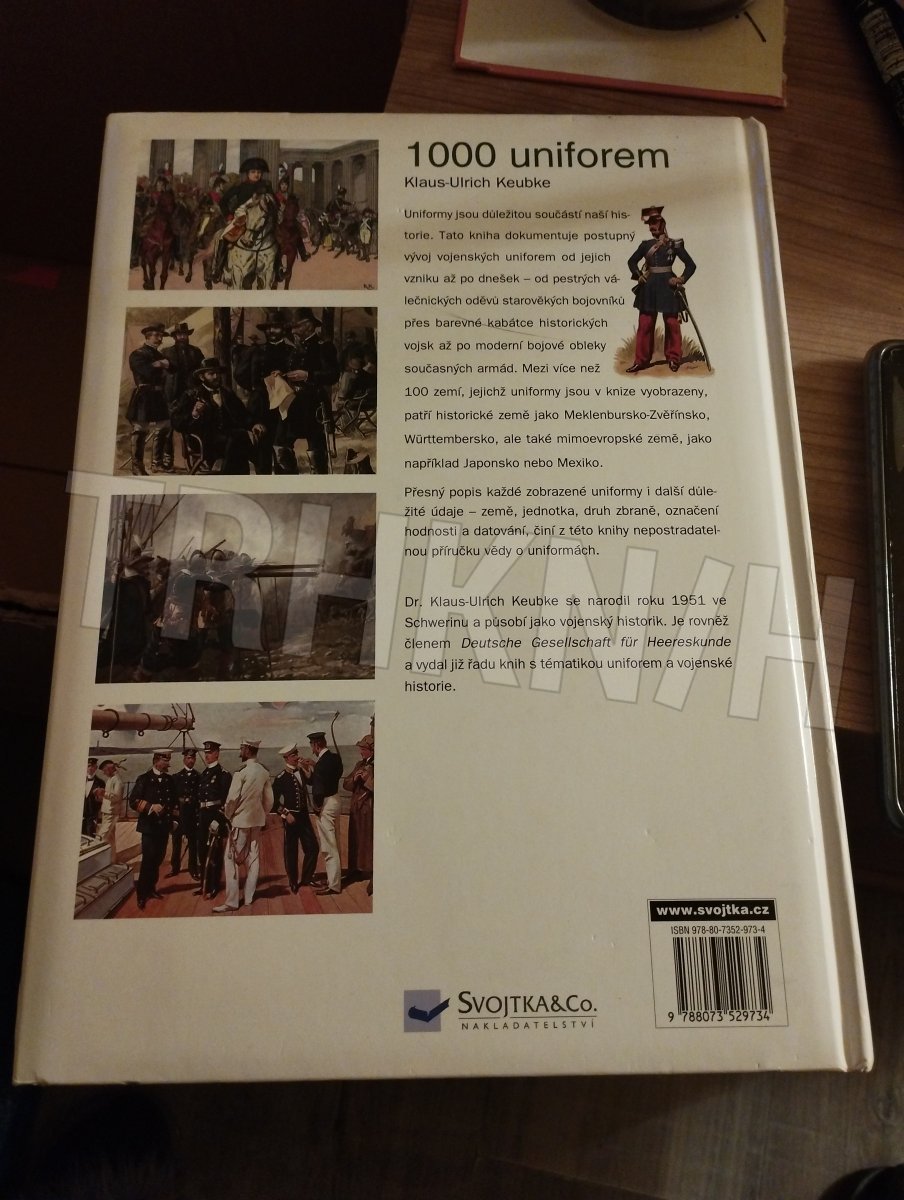 1000 uniforem
Klaus-Ulrich Keubke
Uniformy jsou důležitou součástí naší his-
torie. Tato kniha dokumentuje postupný
vývoj vojenských uniforem od jejich
vzniku až po dnešek – od pestrých vá-
lečnických oděvů starověkých bojovníků
přes barevné kabátce historických
vojsk až po moderní bojové obleky
současných armád. Mezi více než
100 zemí, jejichž uniformy jsou v knize vyobrazeny,
patří historické země jako Meklenbursko-Zvěřínsko,
Württembersko, ale také mimoevropské země, jako
například Japonsko nebo Mexiko.
Přesný popis každé zobrazené uniformy i další důle-
žité údaje – země, jednotka, druh zbraně, označení
hodnosti a datování, činí z této knihy nepostradatel-
nou příručku vědy o uniformách.
Dr. Klaus-Ulrich Keubke se narodil roku 1951 ve
Schwerinu a působí jako vojenský historik. Je rovněž
členem Deutsche Gesellschaft für Heereskunde
a vydal již řadu knih s tématikou uniforem a vojenské
historie.
TRHKNIH
www.svojtka.cz
ISBN 978-80-7352-973-4
9 788073 529734
SVOJTKA&CO.
NAKLADATELSTVÍ